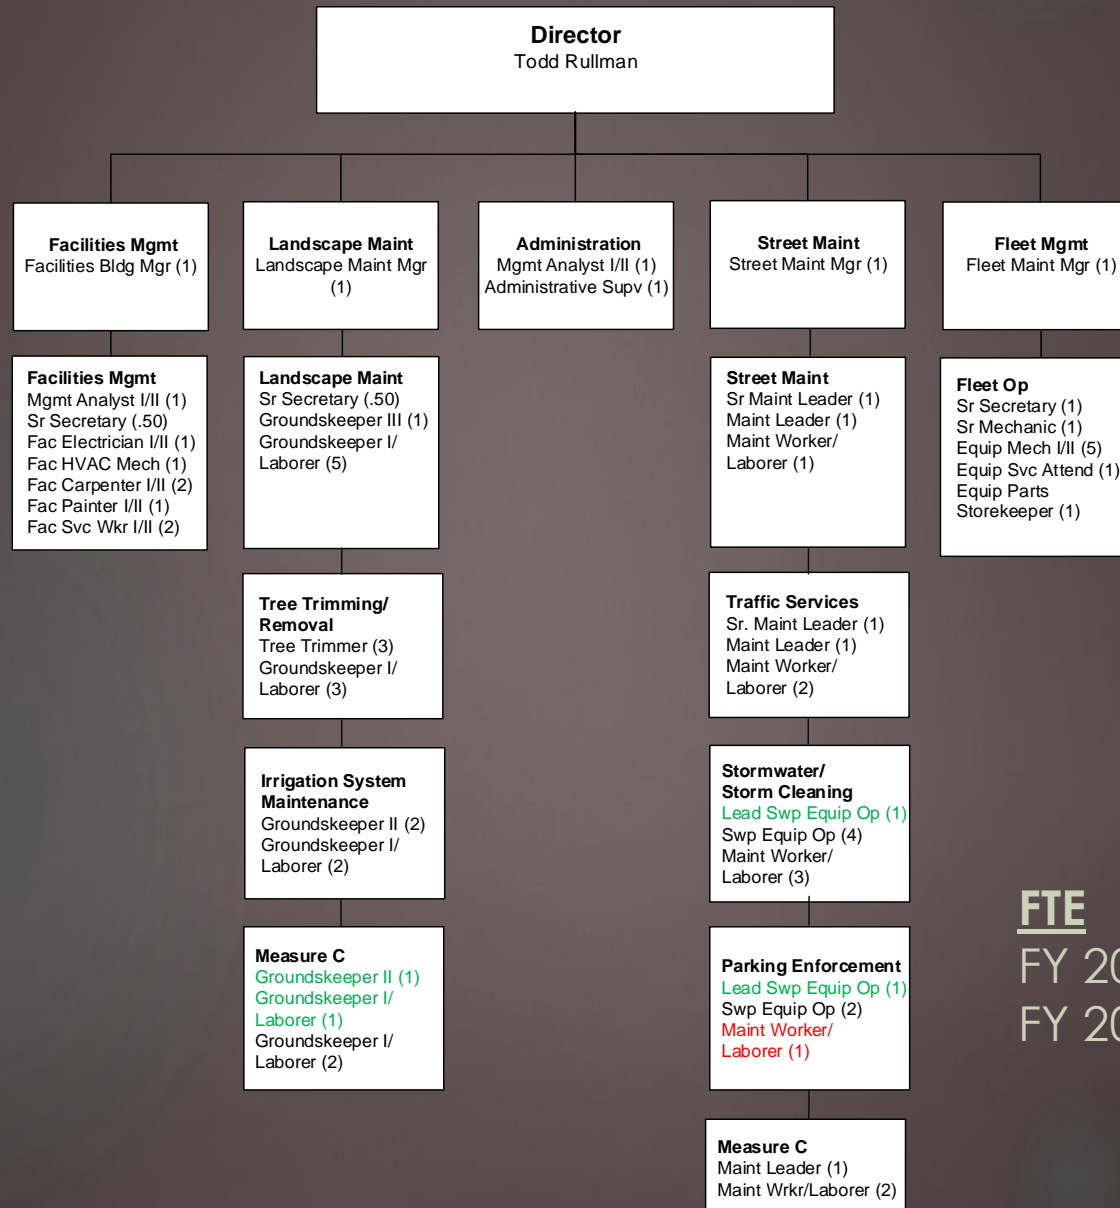 Director
Todd Rullman
Facilities Mgmt
Facilities Bldg Mgr (1)
Landscape Maint
Landscape Maint Mgr
(1)
Administration
Mgmt Analyst I/II (1)
Administrative Supv (1)
Street Maint
Street Maint Mgr (1)
Fleet Mgmt
Fleet Maint Mgr (1)
Facilities Mgmt
Mgmt Analyst I/II (1)
Sr Secretary (.50)
Fac Electrician I/II (1)
Fac HVAC Mech (1)
Fac Carpenter I/II (2)
Fac Painter I/II (1)
Fac Svc Wkr I/II (2)
Landscape Maint
Sr Secretary (.50)
Groundskeeper III (1)
Groundskeeper I/
Laborer (5)
Street Maint
Sr Maint Leader (1)
Maint Leader (1)
Maint Worker/
Laborer (1)
Fleet Op
Sr Secretary (1)
Sr Mechanic (1)
Equip Mech I/II (5)
Equip Svc Attend (1)
Equip Parts
Storekeeper (1)
Tree Trimming/
Removal
Tree Trimmer (3)
Groundskeeper I/
Laborer (3)
Traffic Services
Sr. Maint Leader (1)
Maint Leader (1)
Maint Worker/
Laborer (2)
Irrigation System
Maintenance
Groundskeeper II (2)
Groundskeeper I/
Laborer (2)
Stormwater/
Storm Cleaning
Lead Swp Equip Op (1)
Swp Equip Op (4)
Maint Worker/
Laborer (3)
Measure C
Groundskeeper II (1)
Groundskeeper I/
Laborer (1)
Groundskeeper I/
Laborer (2)
Parking Enforcement
Lead Swp Equip Op (1)
Swp Equip Op (2)
Maint Worker/
Laborer (1)
Measure C
Maint Leader (1)
Maint Wrkr/Laborer (2)
FTE
FY 20
FY 20